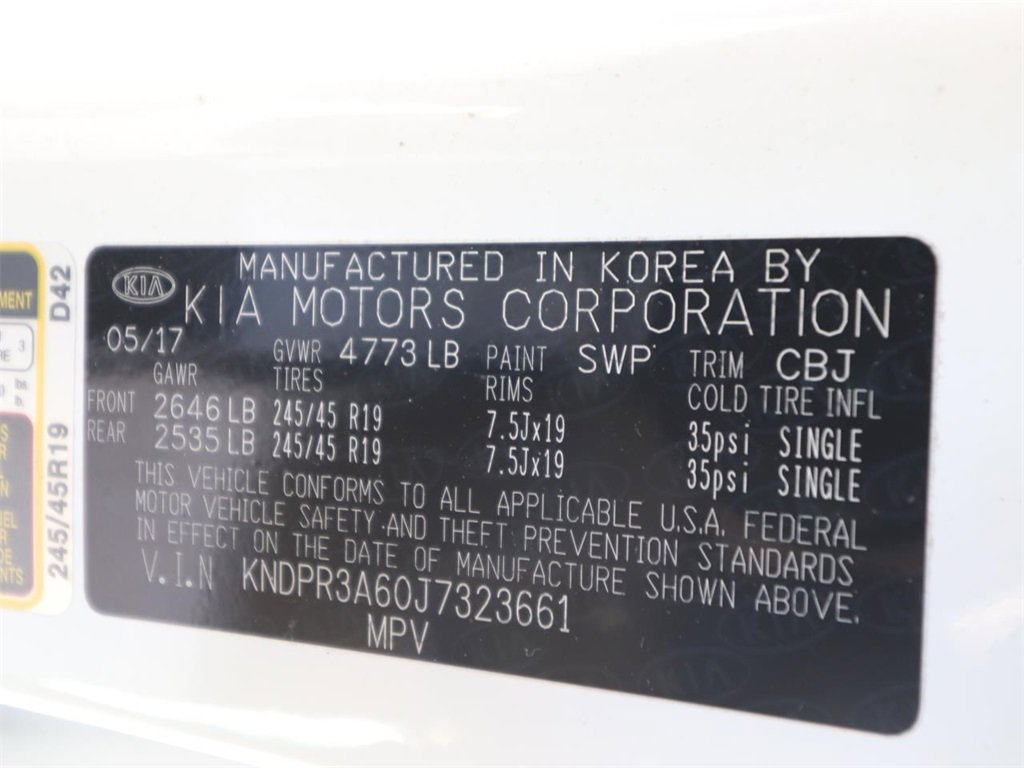 KIA
MANUFACTURED IN KOREA BY
KIA MOTORS CORPORATION
05/17 GVWR 4773 LB PAINT SWP TRIM CBJ
GAWR TIRES RIMS COLD TIRE INFL
FRONT 2646 LB 245/45 R19 7.5Jx19 35psi SINGLE
REAR 2535 LB 245/45 R19 7.5Jx19 35psi SINGLE
THIS VEHICLE CONFORMS TO ALL APPLICABLE U.S.A. FEDERAL
MOTOR VEHICLE SAFETY AND THEFT PREVENTION STANDARDS
IN EFFECT ON THE DATE OF MANUFACTURE SHOWN ABOVE.
V.I.N KNDPR3A60J7323661
MPV
245/45R19 D42
3
lbs